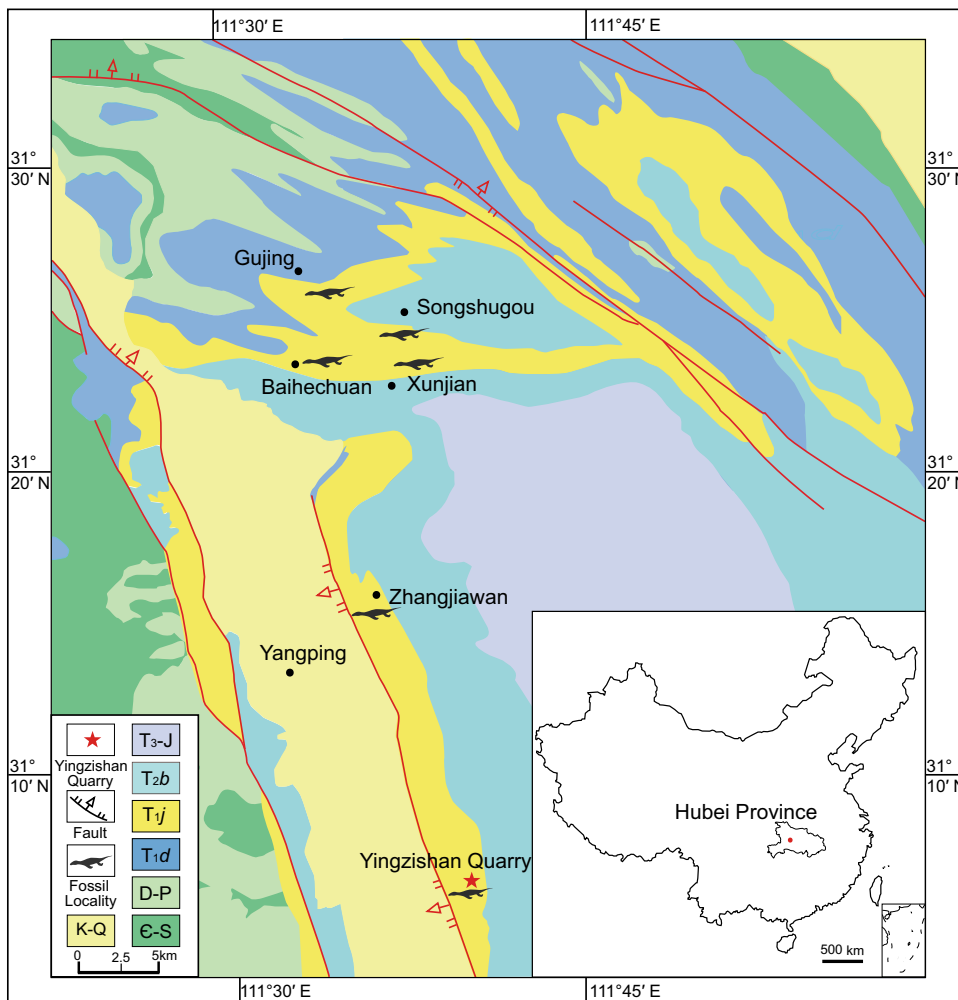 111°30′ E
111°45′ E
31°
30′ N
31°
30′ N
Gujing
Songshugou
Baihechuan
Xunjian
31°
20′ N
31°
20′ N
Zhangjiawan
Yangping
31°
10′ N
31°
10′ N
Yingzishan Quarry
Yingzishan
Quarry
Fault
Fossil
Locality
K-Q
T₃-J
T₂b
T₁j
T₁d
D-P
Є-S
0 2.5 5km
Hubei Province
500 km
111°30′ E
111°45′ E